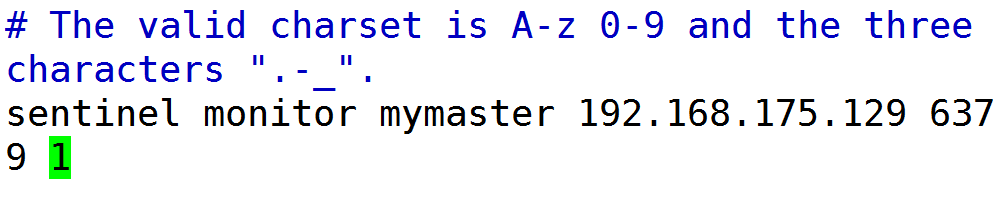 # The valid charset is A-z 0-9 and the three
characters ".-_".
sentinel monitor mymaster 192.168.175.129 637
9 1